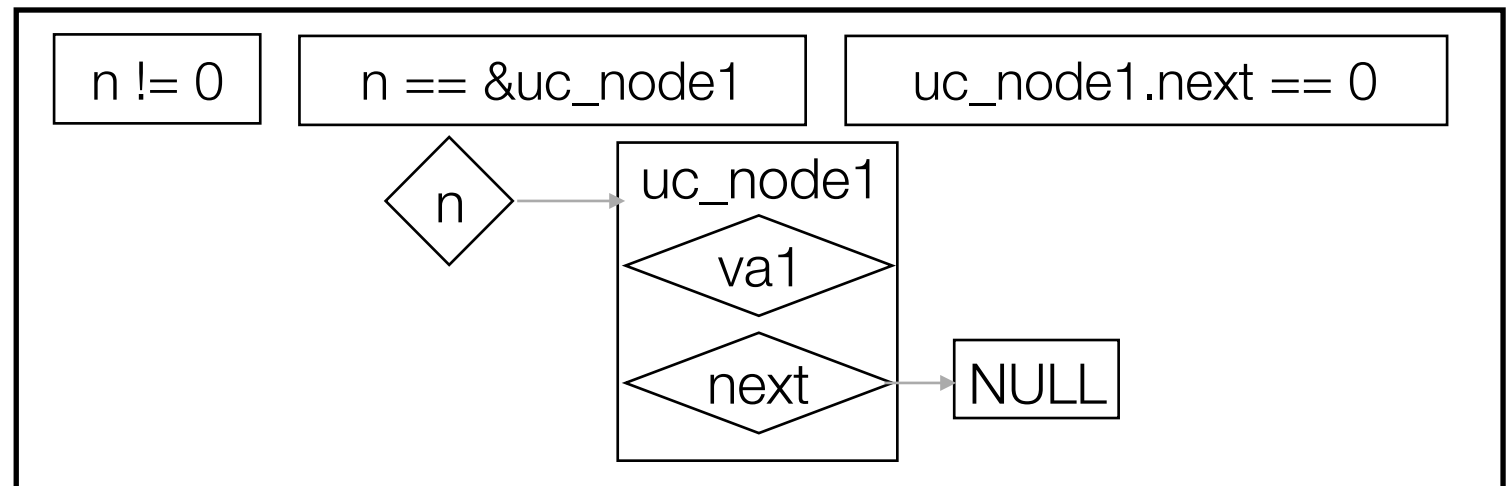 n != 0
n == &uc_node1
uc_node1.next == 0
n
uc_node1
va1
next
NULL